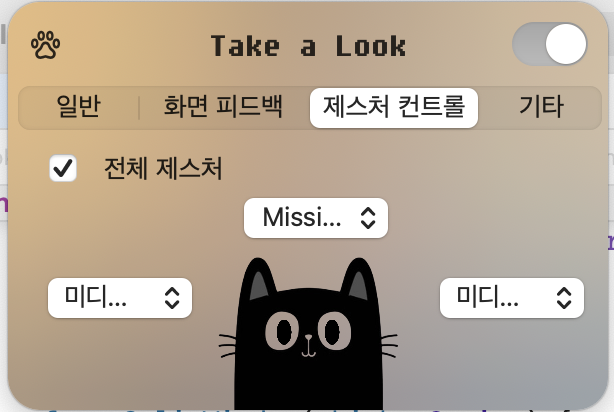 Take a Look
일반 화면 피드백 제스처 컨트롤 기타
전체 제스처
Missi...
미디... 미디...